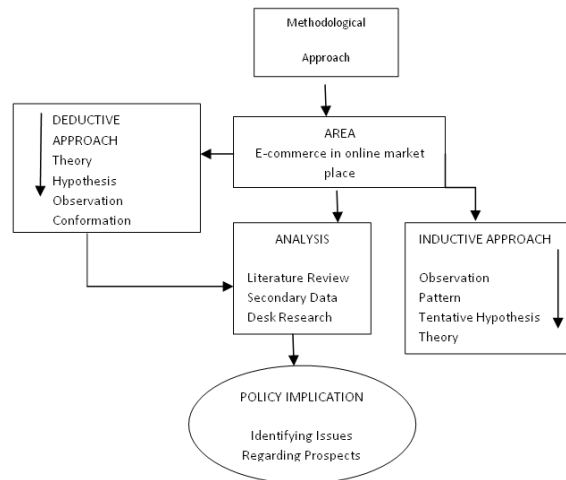 Methodological
Approach
DEDUCTIVE
APPROACH
Theory
Hypothesis
Observation
Conformation
AREA
E-commerce in online market
place
ANALYSIS
Literature Review
Secondary Data
Desk Research
INDUCTIVE APPROACH
Observation
Pattern
Tentative Hypothesis
Theory
POLICY IMPLICATION
Identifying Issues
Regarding Prospects